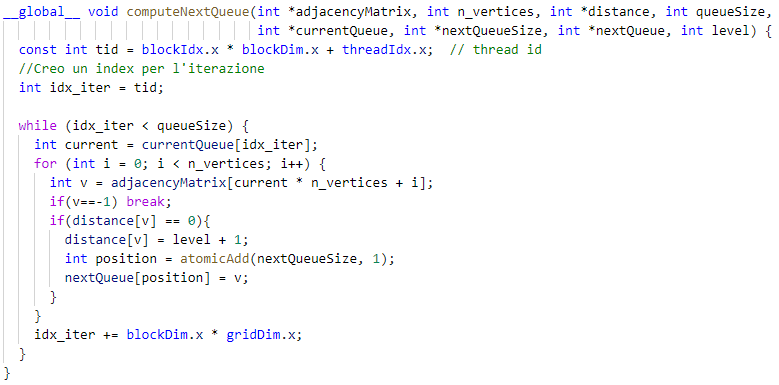 __global__ void computeNextQueue(int *adjacencyMatrix, int n_vertices, int *distance, int queueSize,
                                 int *currentQueue, int *nextQueueSize, int *nextQueue, int level) {
  const int tid = blockIdx.x * blockDim.x + threadIdx.x;  // thread id
  //Creo un index per l'iterazione
  int idx_iter = tid;

  while (idx_iter < queueSize) {
    int current = currentQueue[idx_iter];
    for (int i = 0; i < n_vertices; i++) {
      int v = adjacencyMatrix[current * n_vertices + i];
      if(v==-1) break;
      if(distance[v] == 0){
        distance[v] = level + 1;
        int position = atomicAdd(nextQueueSize, 1);
        nextQueue[position] = v;
      }
    }
    idx_iter += blockDim.x * gridDim.x;
  }
}